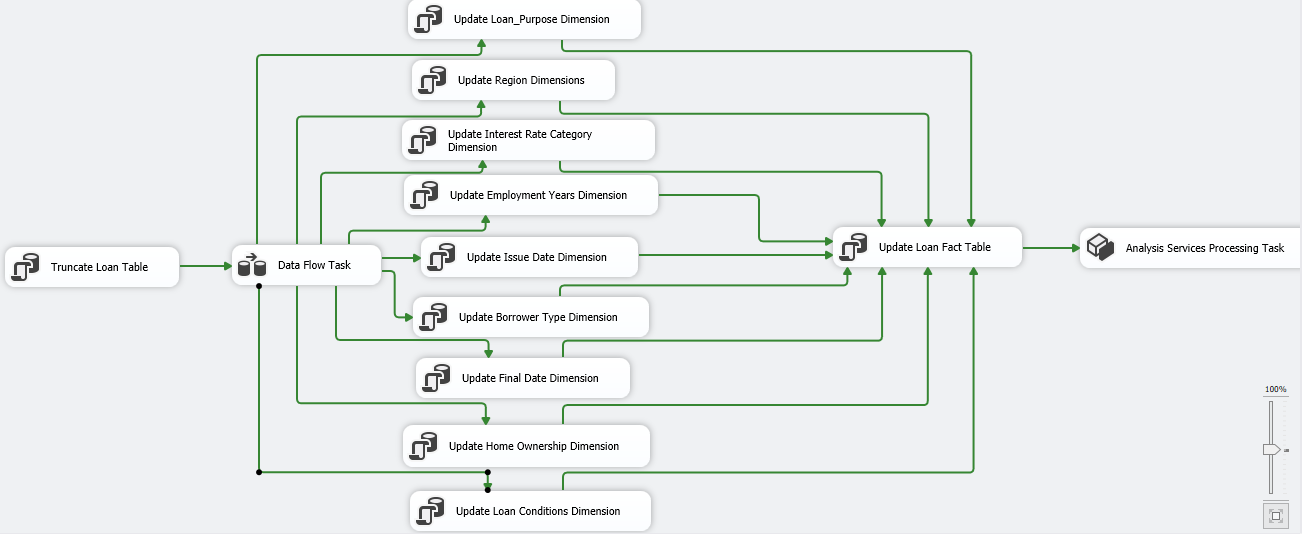 Update Loan_Purpose Dimension
Update Region Dimensions
Update Interest Rate Category
Dimension
Update Employment Years Dimension
Truncate Loan Table
Data Flow Task
Update Issue Date Dimension
Update Loan Fact Table
Analysis Services Processing Task
Update Borrower Type Dimension
Update Final Date Dimension
Update Home Ownership Dimension
Update Loan Conditions Dimension
100%